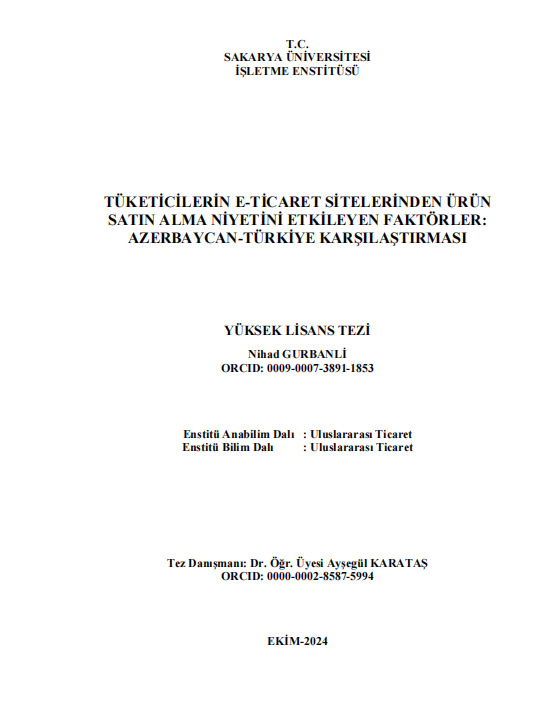 T.C.
SAKARYA ÜNİVERSİTESİ
İŞLETME ENSTİTÜSÜ
TÜKETİCİLERİN E-TİCARET SİTELERİNDEN ÜRÜN
SATIN ALMA NİYETİNİ ETKİLEYEN FAKTÖRLER:
AZERBAYCAN-TÜRKİYE KARŞILAŞTIRMASI
YÜKSEK LİSANS TEZİ
Nihad GURBANLİ
ORCID: 0009-0007-3891-1853
Enstitü Anabilim Dalı : Uluslararası Ticaret
Enstitü Bilim Dalı : Uluslararası Ticaret
Tez Danışmanı: Dr. Öğr. Üyesi Ayşegül KARATAŞ
ORCID: 0000-0002-8587-5994
EKİM-2024